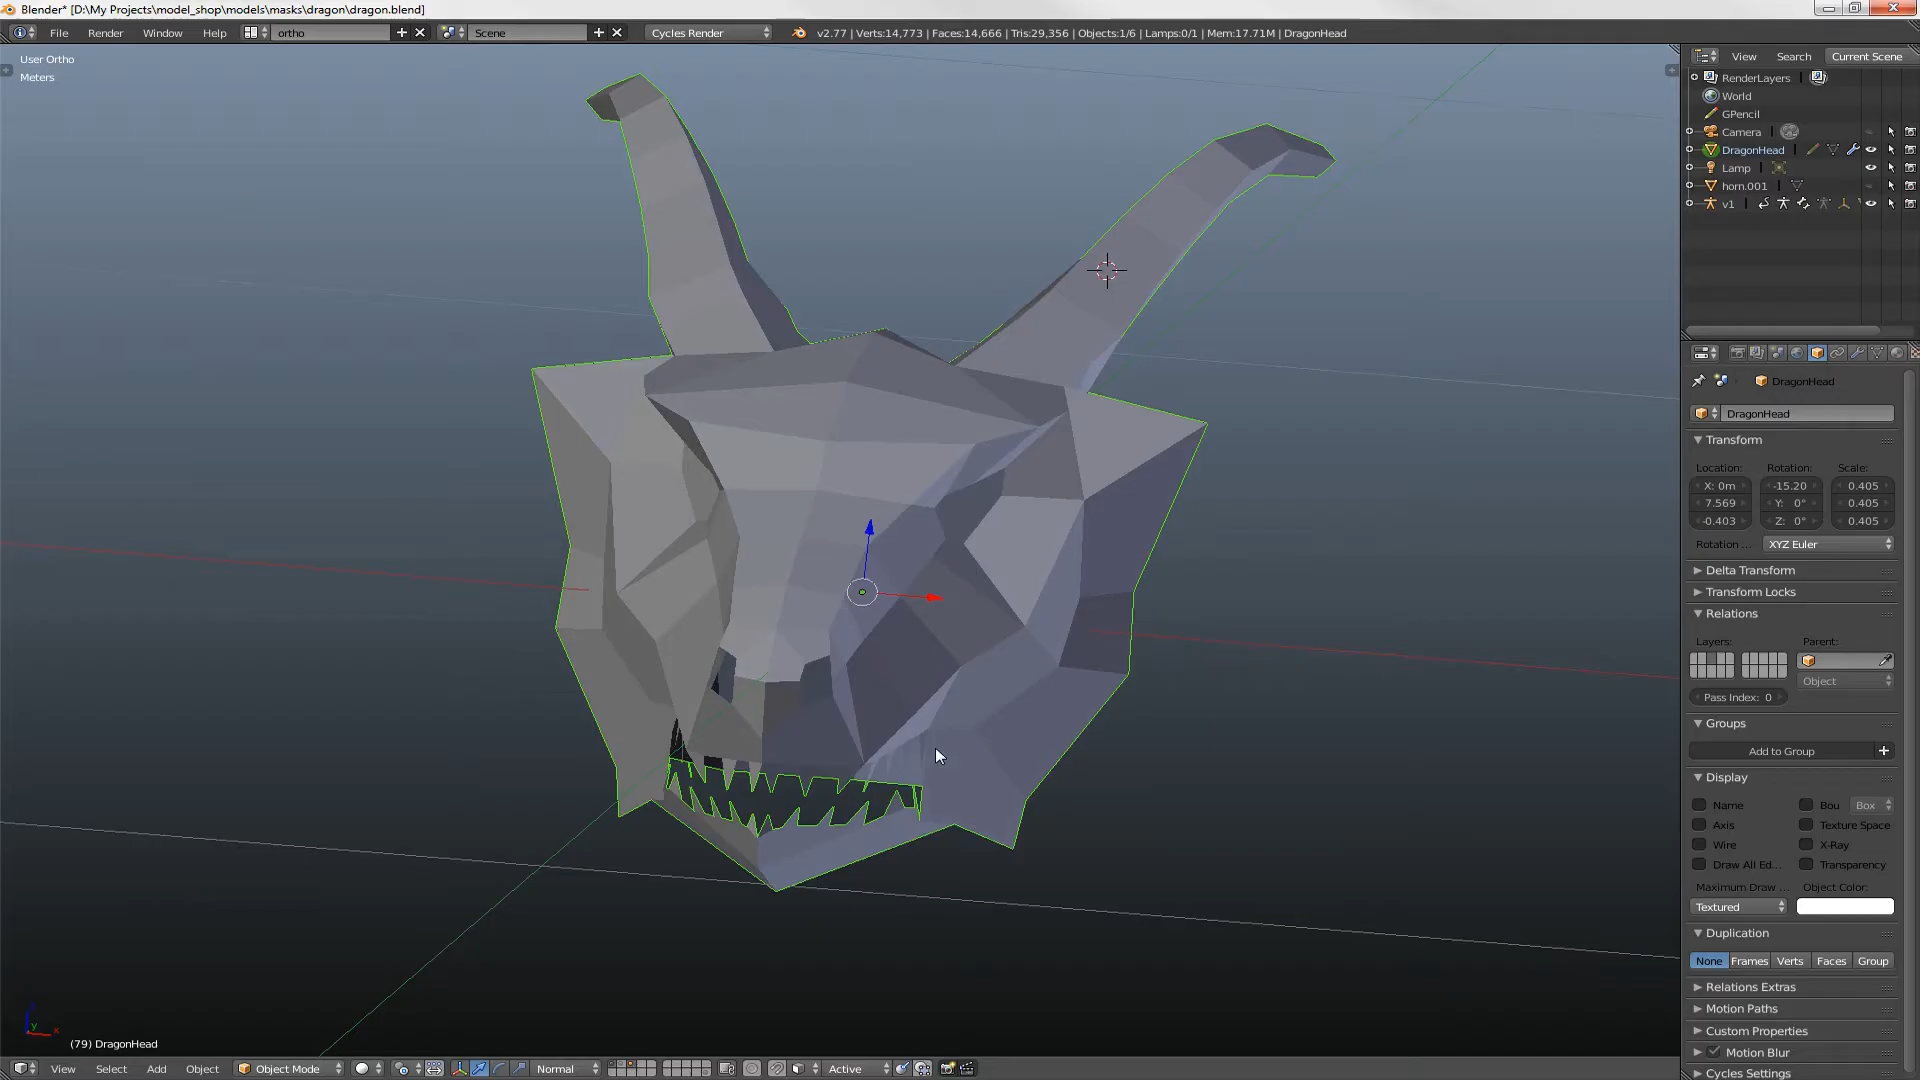 Blender* [D:\My Projects\model_shop\models\masks\dragon\dragon.blend]
File Render Window Help ortho Scene Cycles Render v2.77 | Verts:14,773 | Faces:14,666 | Tris:29,356 | Objects:1/6 | Lamps:0/1 | Mem:17.71M | DragonHead
User Ortho
Meters
View Search Current Scene
RenderLayers
World
GPencil
Camera
DragonHead
Lamp
horn.001
v1
DragonHead
DragonHead
Transform
Location: Rotation: Scale:
X: 0m -15.20 0.405
7.569 Y: 0° 0.405
-0.403 Z: 0° 0.405
Rotation ... XYZ Euler
Delta Transform
Transform Locks
Relations
Layers: Parent:
Object
Pass Index: 0
Groups
Add to Group
Display
Name Bou Box
Axis Texture Space
Wire X-Ray
Draw All Ed... Transparency
Maximum Draw ... Object Color:
Textured
Duplication
None Frames Verts Faces Group
Relations Extras
Motion Paths
Custom Properties
Motion Blur
Cycles Settings
y x
(79) DragonHead
View Select Add Object Object Mode Normal Active